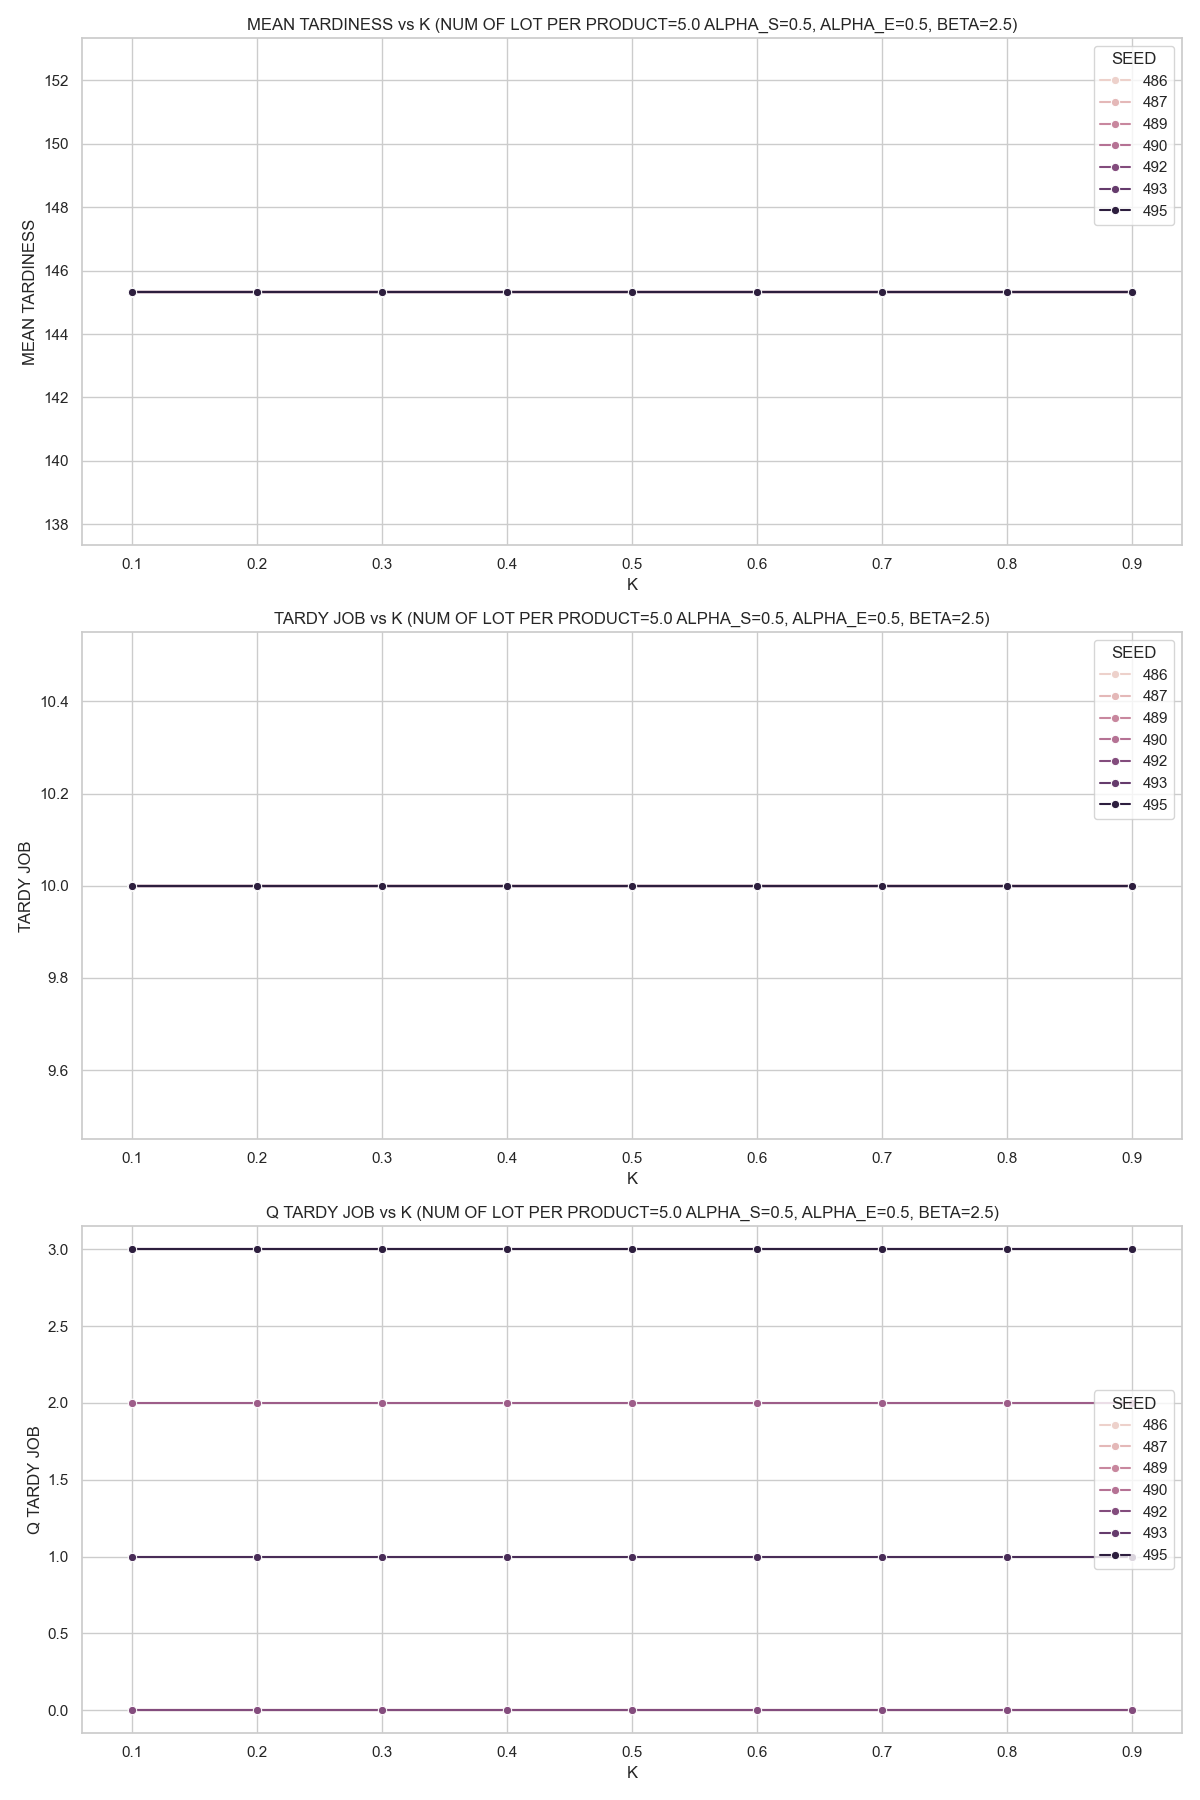 MEAN TARDINESS vs K (NUM OF LOT PER PRODUCT=5.0 ALPHA_S=0.5, ALPHA_E=0.5, BETA=2.5)
SEED
486
487
489
490
492
493
495
152
150
148
146
144
142
140
138
MEAN TARDINESS
0.1 0.2 0.3 0.4 0.5 0.6 0.7 0.8 0.9
K
TARDY JOB vs K (NUM OF LOT PER PRODUCT=5.0 ALPHA_S=0.5, ALPHA_E=0.5, BETA=2.5)
SEED
486
487
489
490
492
493
495
10.4
10.2
10.0
9.8
9.6
TARDY JOB
0.1 0.2 0.3 0.4 0.5 0.6 0.7 0.8 0.9
K
Q TARDY JOB vs K (NUM OF LOT PER PRODUCT=5.0 ALPHA_S=0.5, ALPHA_E=0.5, BETA=2.5)
3.0
2.5
2.0
1.5
1.0
0.5
0.0
Q TARDY JOB
SEED
486
487
489
490
492
493
495
0.1 0.2 0.3 0.4 0.5 0.6 0.7 0.8 0.9
K